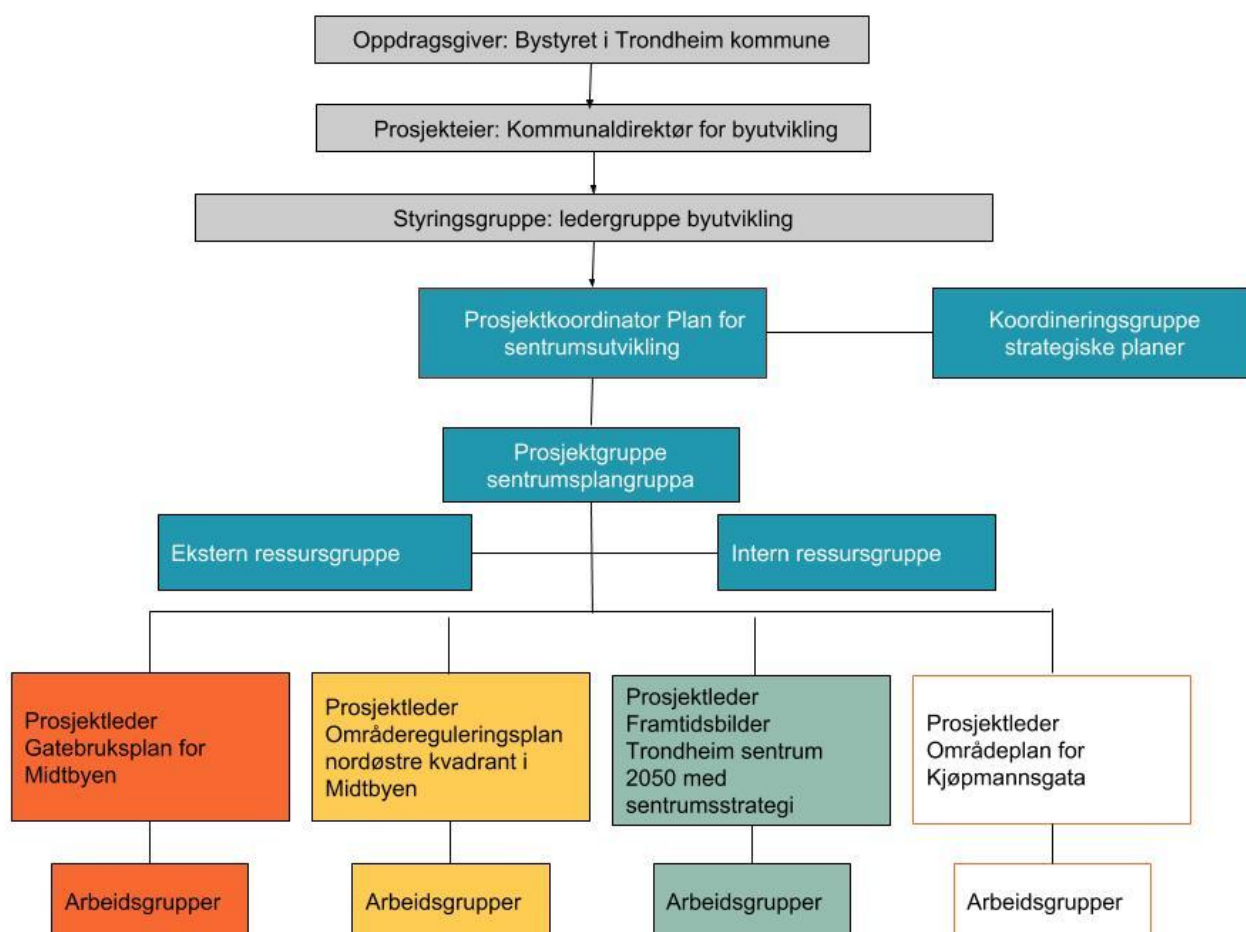 Oppdragsgiver: Bystyret i Trondheim kommune
Prosjekteier: Kommunaldirektør for byutvikling
Styringsgruppe: ledergruppe byutvikling
Prosjektkoordinator Plan for
sentrumsutvikling
Koordineringsgruppe
strategiske planer
Prosjektgruppe
sentrumsplangruppa
Ekstern ressursgruppe
Intern ressursgruppe
Prosjektleder
Gatebruksplan for
Midtbyen
Prosjektleder
Områdereguleringsplan
nordøstre kvadrant i
Midtbyen
Prosjektleder
Framtidsbilder
Trondheim sentrum
2050 med
sentrumsstrategi
Prosjektleder
Områdeplan for
Kjøpmannsgata
Arbeidsgrupper
Arbeidsgrupper
Arbeidsgrupper
Arbeidsgrupper